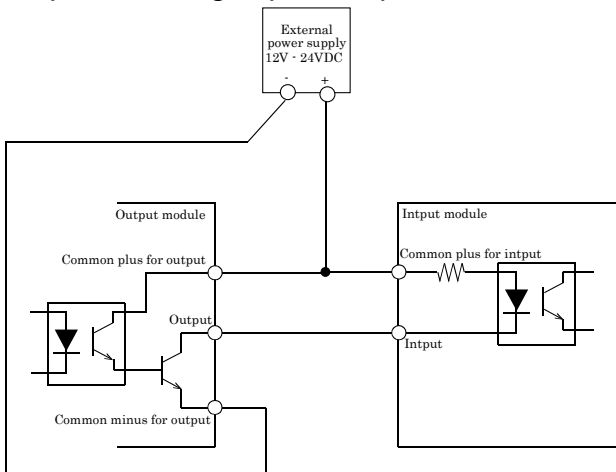 External
power supply
12V - 24VDC
- +
Output module
Intput module
Common plus for output
Common plus for intput
Output
Intput
Common minus for output